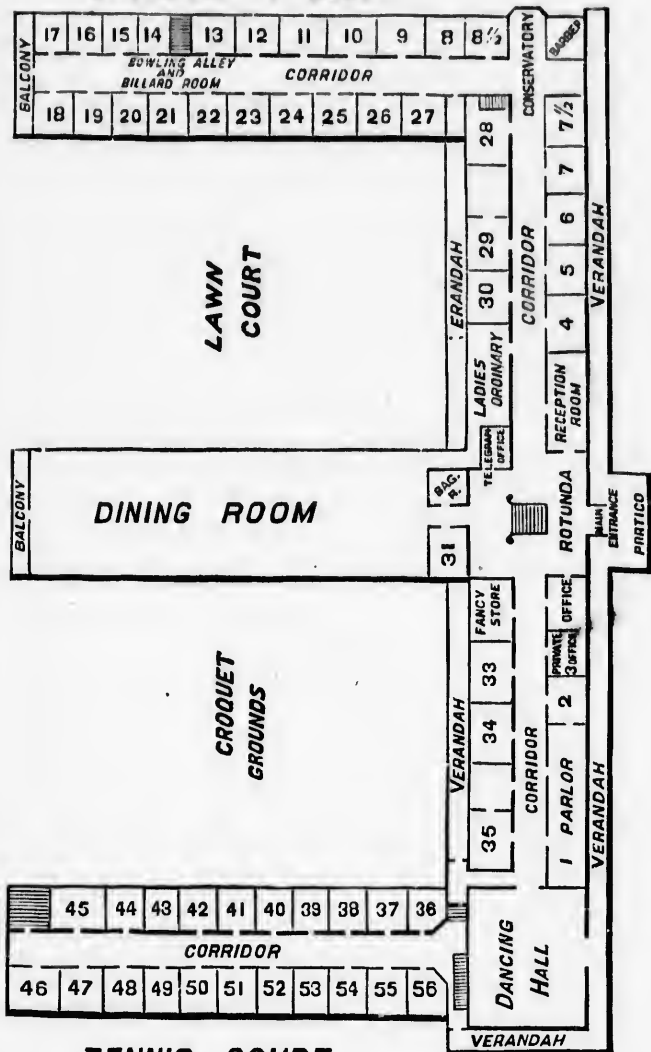 17 16 15 14 13 12 11 10 9 8 8½
BOWLING ALLEY
AND
BILLARD ROOM
CORRIDOR
BALCONY
18 19 20 21 22 23 24 25 26 27
CONSERVATORY
BARBER
28
7½
7
6
5
4
29
30
CORRIDOR
VERANDAH
ERANDAH
LAWN
COURT
LADIES
ORDINARY
RECEPTION
ROOM
TELEGRAPH
OFFICE
BAG.
R.
BALCONY
DINING ROOM
31
ROTUNDA
MAIN
ENTRANCE
PORTICO
FANCY
STORE
OFFICE
PRIVATE
3 OFFICE
33
2
34
35
CROQUET
GROUNDS
VERANDAH
CORRIDOR
1 PARLOR
VERANDAH
45 44 43 42 41 40 39 38 37 36
CORRIDOR
46 47 48 49 50 51 52 53 54 55 56
DANCING
HALL
VERANDAH